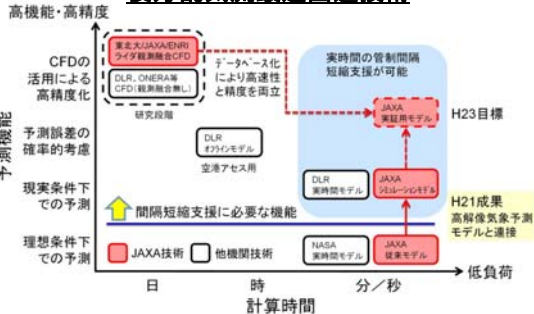 高機能・高精度
予測機能
CFDの
活用による
高精度化
予測誤差の
確率的考慮
現実条件下
での予測
理想条件下
での予測
東北大/JAXA/ENRI
ライダ観測融合CFD
DLR, ONERA等
CFD(観測融合無し)
研究段階
データベース化
により高速性
と精度を両立
実時間の管制間隔
短縮支援が可能
JAXA
実証用モデル
H23目標
DLR
オフラインモデル
空港アセス用
DLR
実時間モデル
JAXA
シミュレーションモデル
H21成果
高解像気象予測
モデルと連接
間隔短縮支援に必要な機能
JAXA技術
他機関技術
NASA
実時間モデル
JAXA
従来モデル
低負荷
日
時
分/秒
計算時間